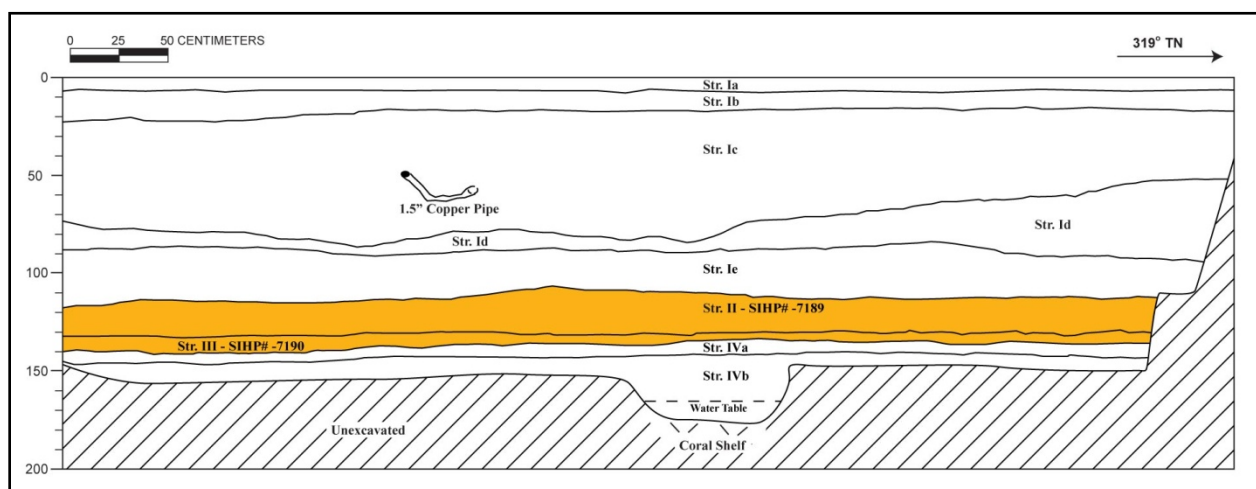 0 25 50 CENTIMETERS
319° TN
0
Str. Ia
Str. Ib
Str. Ic
50
1.5" Copper Pipe
Str. Id
Str. Id
Str. Ie
100
Str. II - SIHP# -7189
Str. III - SIHP# -7190
Str. IVa
150
Str. IVb
Water Table
Unexcavated
Coral Shelf
200